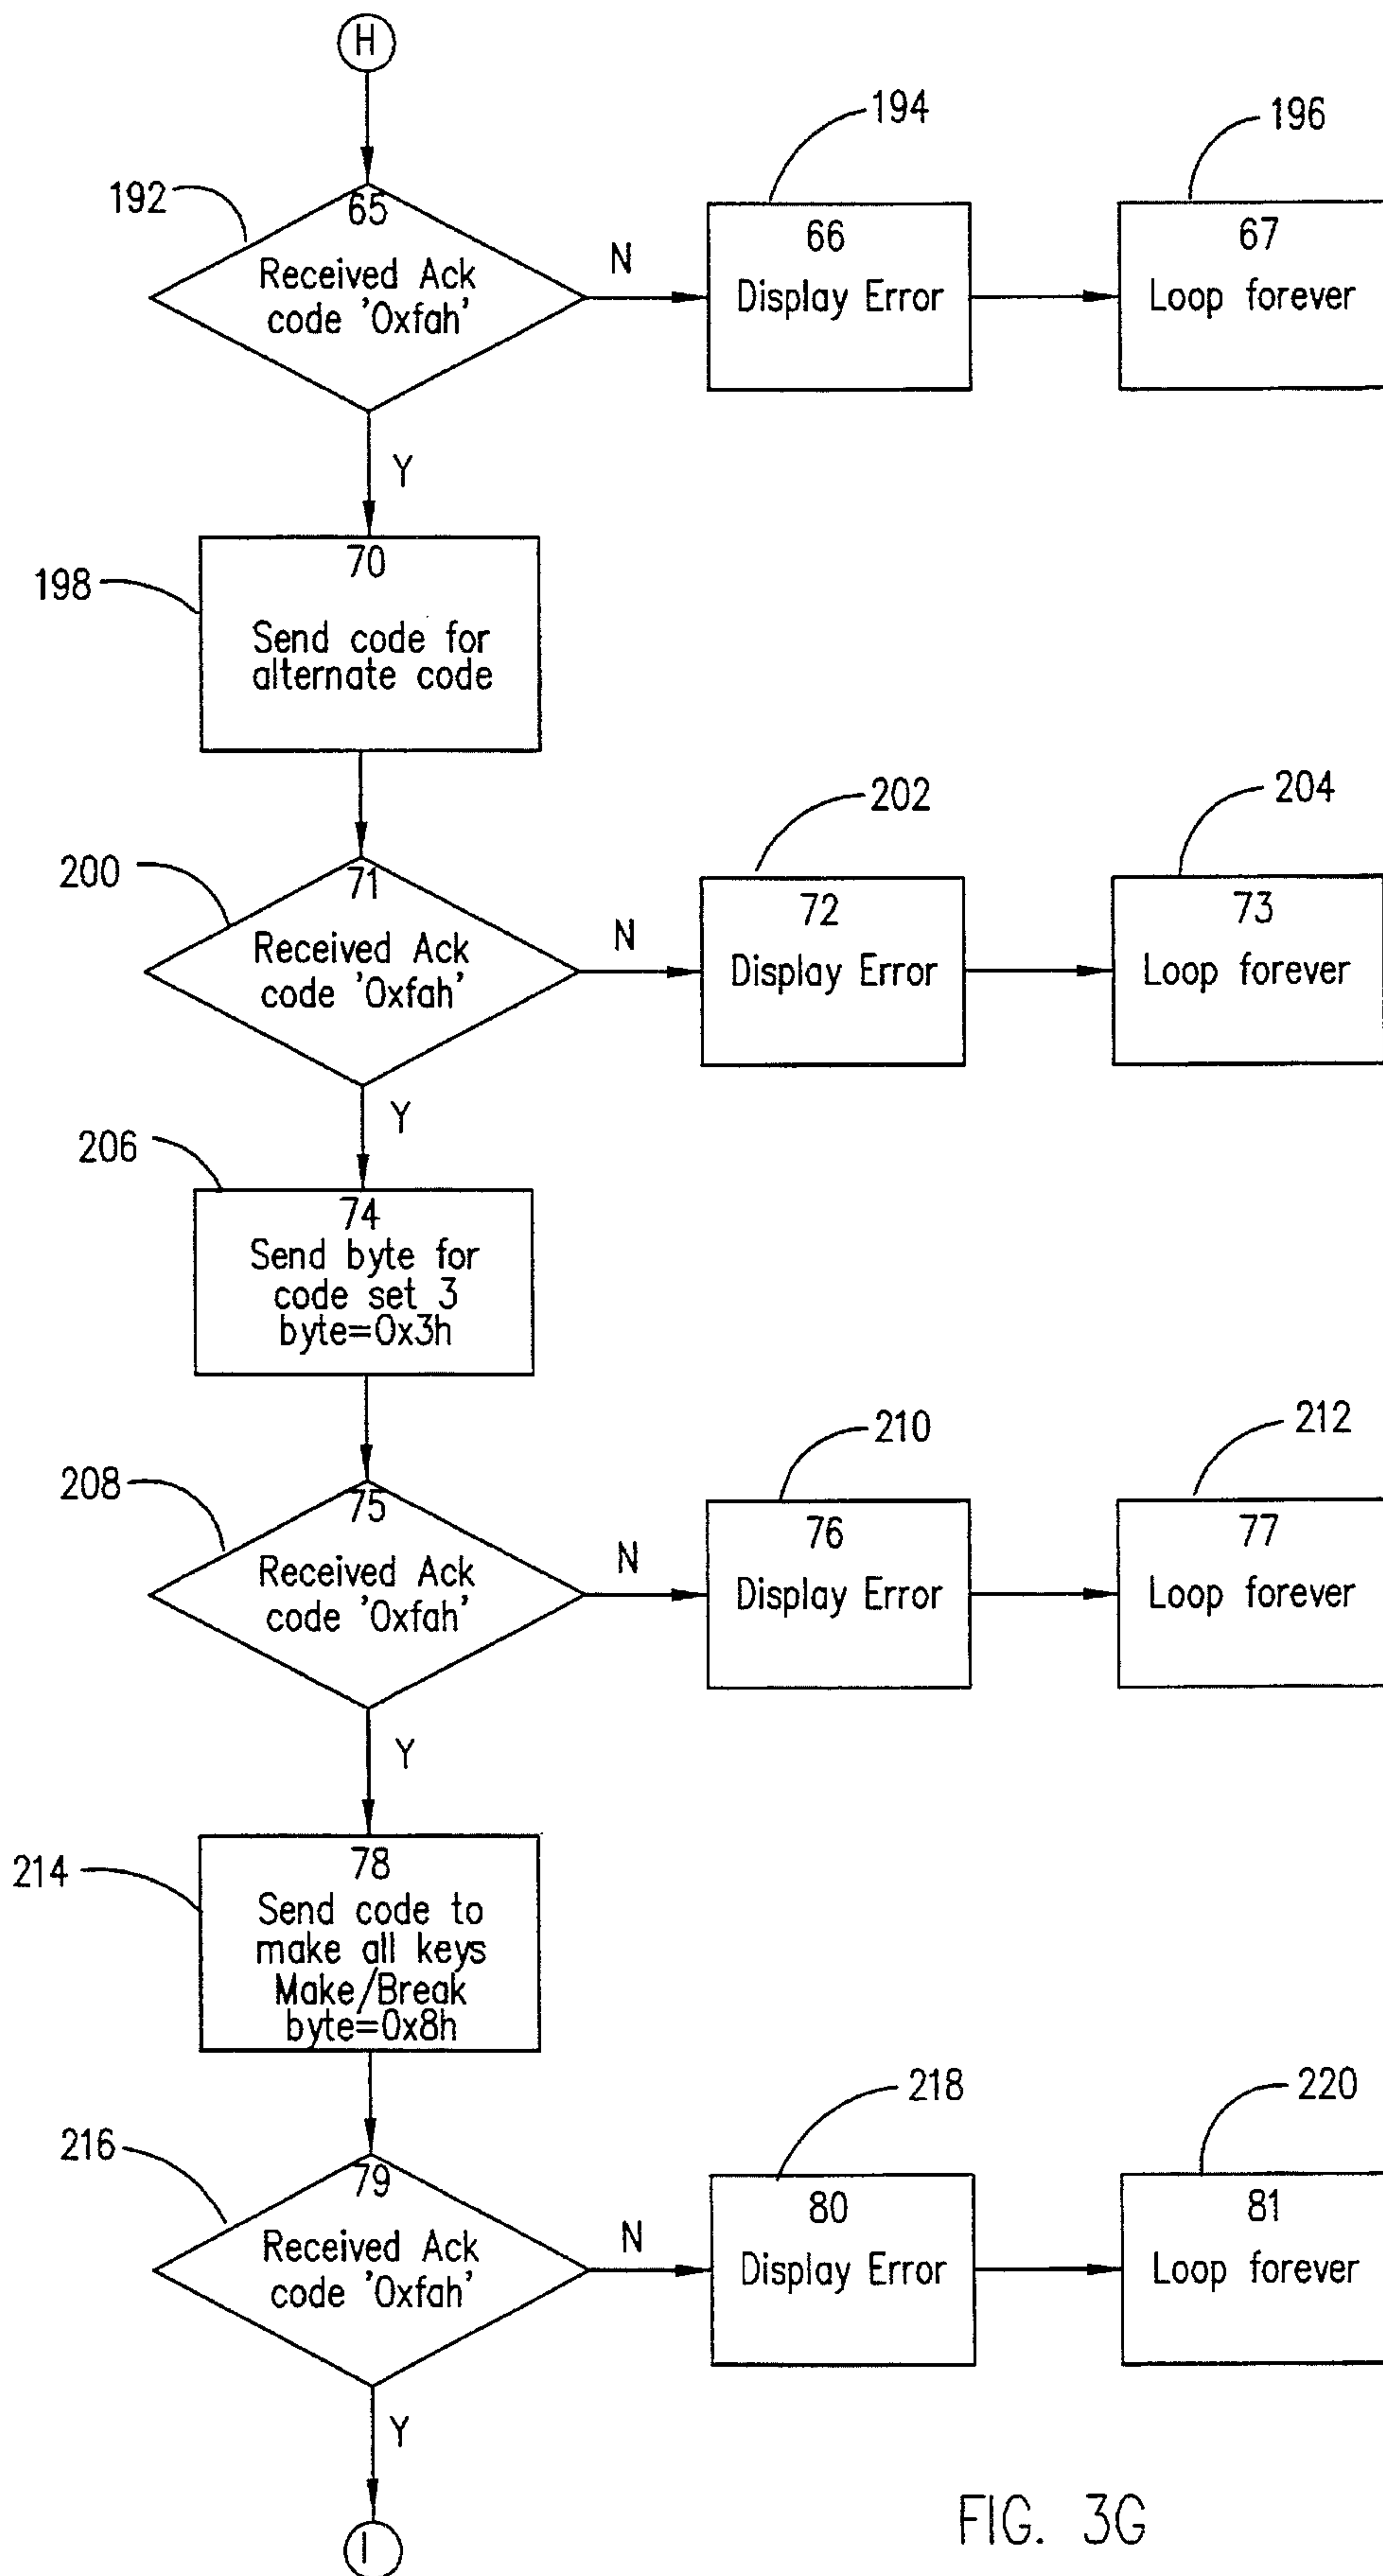 H
192
65
Received Ack
code '0xfah'
N
194
66
Display Error
196
67
Loop forever
Y
198
70
Send code for
alternate code
200
71
Received Ack
code '0xfah'
N
202
72
Display Error
204
73
Loop forever
Y
206
74
Send byte for
code set 3
byte=0x3h
208
75
Received Ack
code '0xfah'
N
210
76
Display Error
212
77
Loop forever
Y
214
78
Send code to
make all keys
Make/Break
byte=0x8h
216
79
Received Ack
code '0xfah'
N
218
80
Display Error
220
81
Loop forever
Y
I
FIG. 3G